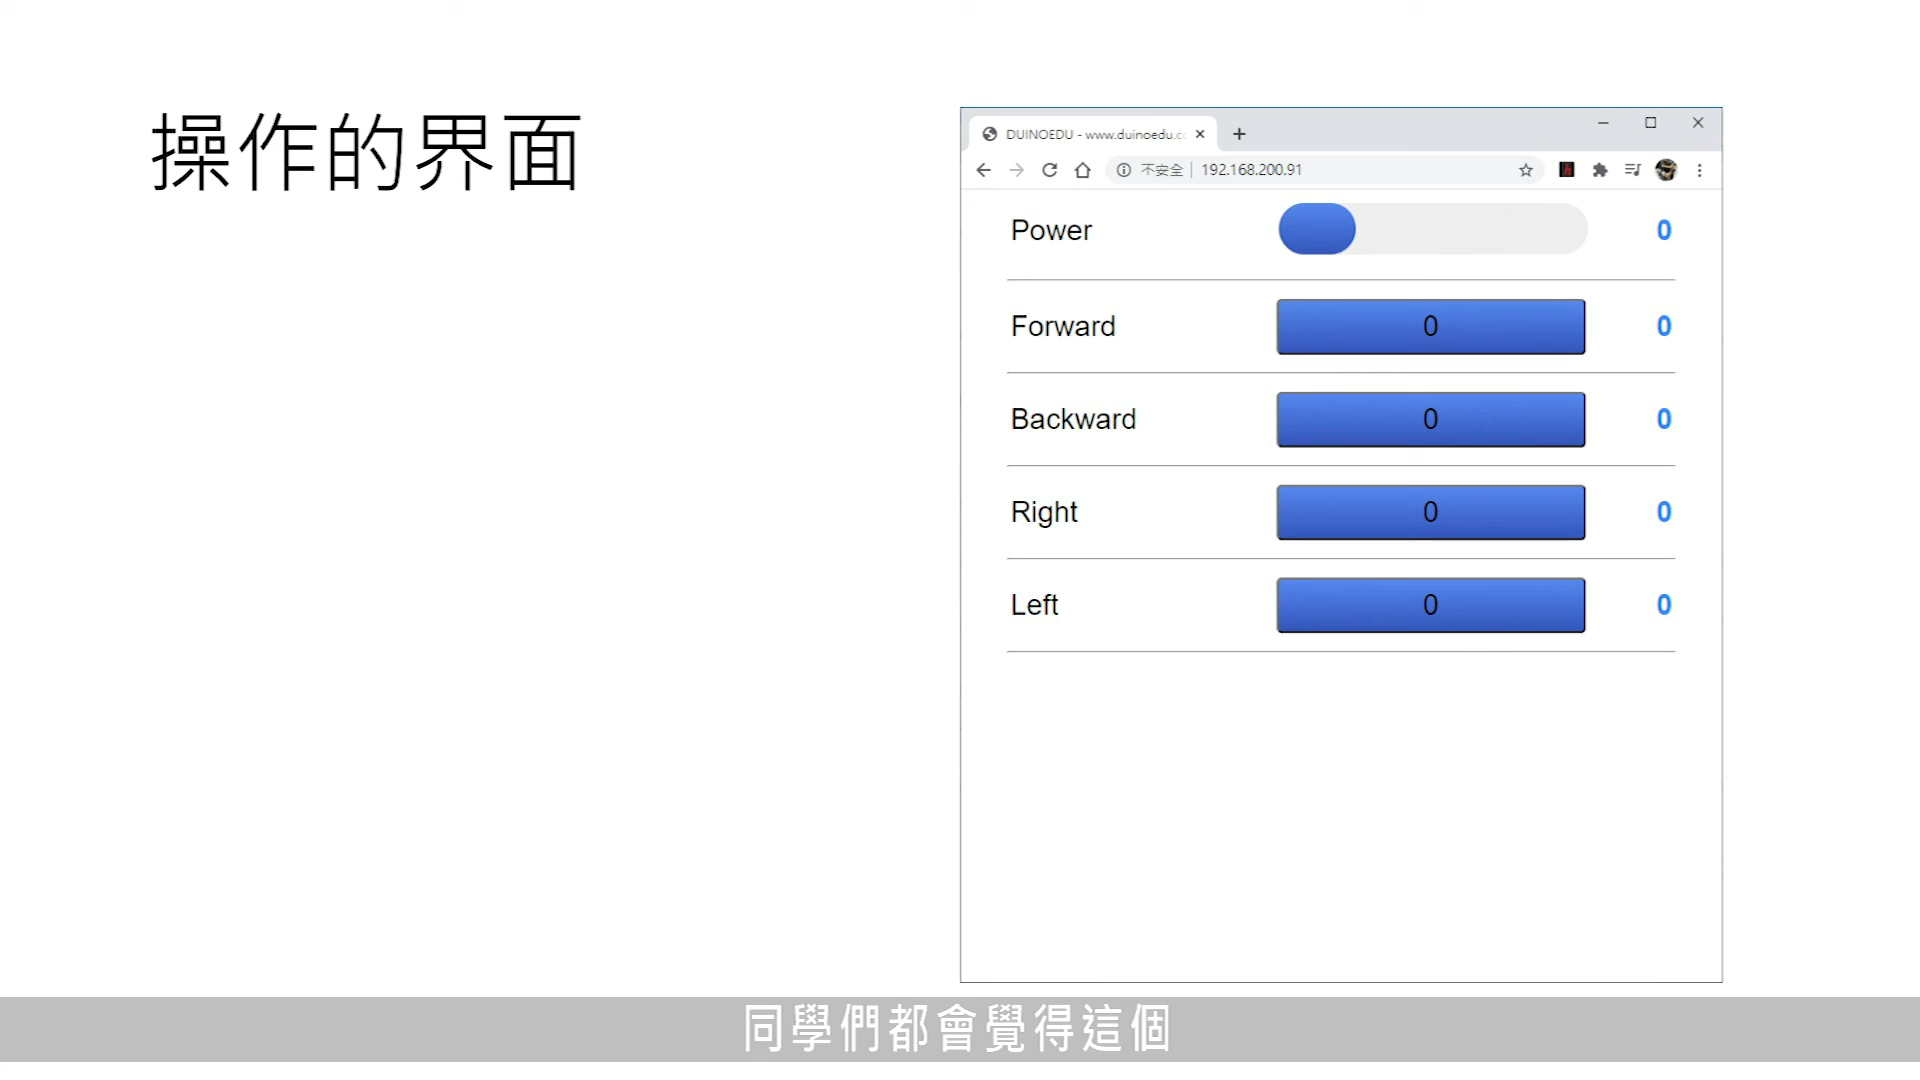 操作的界面
DUINOEDU - www.duinoedu.c
不安全 | 192.168.200.91
Power 0
Forward 0 0
Backward 0 0
Right 0 0
Left 0 0
同學們都會覺得這個